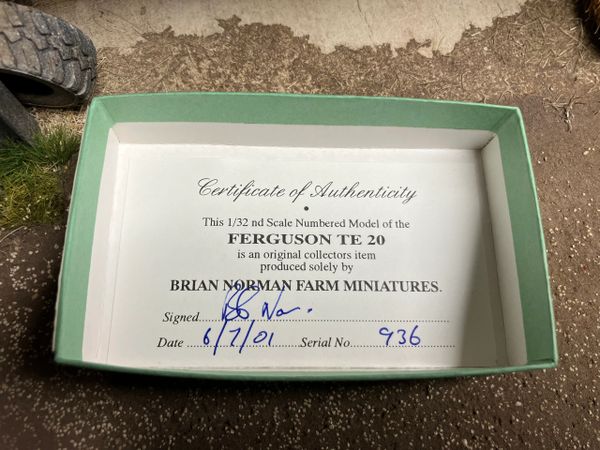 Certificate of Authenticity
This 1/32 nd Scale Numbered Model of the
FERGUSON TE 20
is an original collectors item
produced solely by
BRIAN NORMAN FARM MINIATURES.
Signed
Date 6/7/01 Serial No. 936